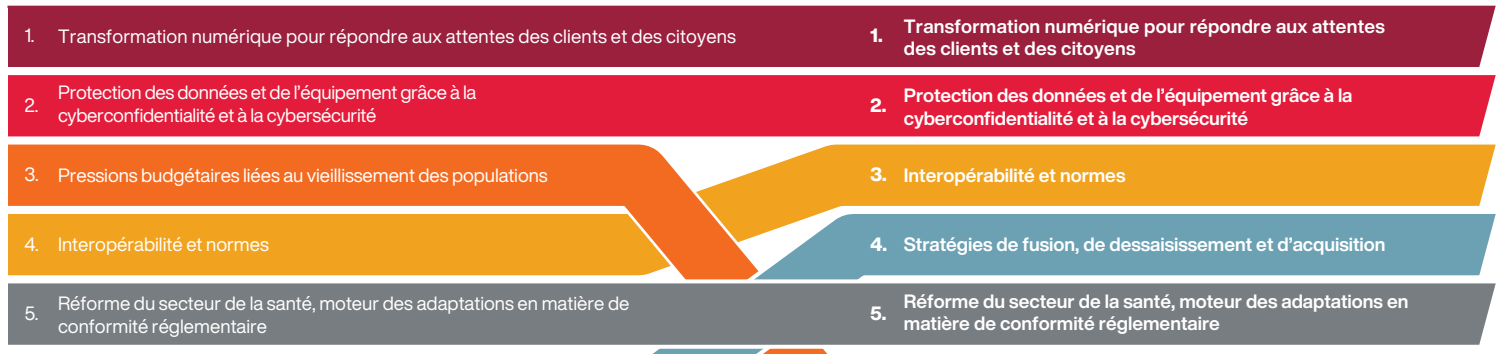 1. Transformation numérique pour répondre aux attentes des clients et des citoyens
2. Protection des données et de l'équipement grâce à la
cyberconfidentialité et à la cybersécurité
3. Pressions budgétaires liées au vieillissement des populations
4. Interopérabilité et normes
5. Réforme du secteur de la santé, moteur des adaptations en matière de
conformité réglementaire
1. Transformation numérique pour répondre aux attentes
des clients et des citoyens
2. Protection des données et de l'équipement grâce à la
cyberconfidentialité et à la cybersécurité
3. Interopérabilité et normes
4. Stratégies de fusion, de dessaisissement et d'acquisition
5. Réforme du secteur de la santé, moteur des adaptations en
matière de conformité réglementaire